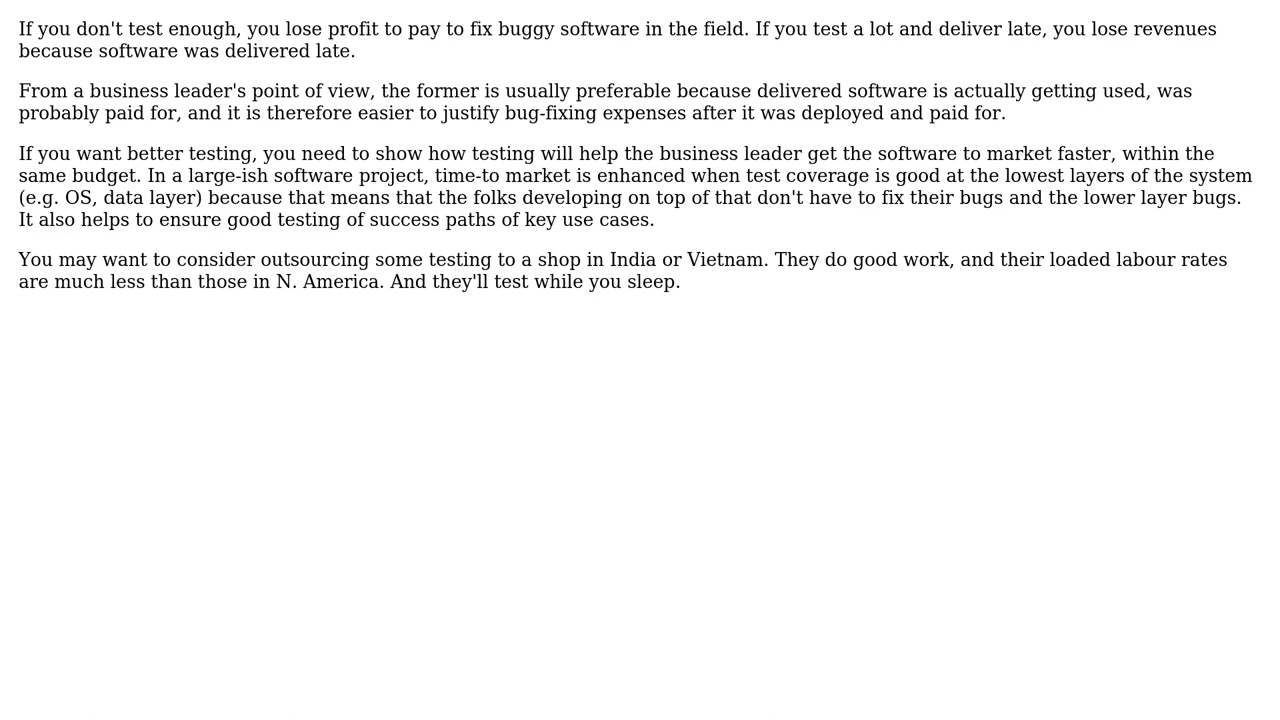 If you don't test enough, you lose profit to pay to fix buggy software in the field. If you test a lot and deliver late, you lose revenues
because software was delivered late.
From a business leader's point of view, the former is usually preferable because delivered software is actually getting used, was
probably paid for, and it is therefore easier to justify bug-fixing expenses after it was deployed and paid for.
If you want better testing, you need to show how testing will help the business leader get the software to market faster, within the
same budget. In a large-ish software project, time-to market is enhanced when test coverage is good at the lowest layers of the system
(e.g. OS, data layer) because that means that the folks developing on top of that don't have to fix their bugs and the lower layer bugs.
It also helps to ensure good testing of success paths of key use cases.
You may want to consider outsourcing some testing to a shop in India or Vietnam. They do good work, and their loaded labour rates
are much less than those in N. America. And they'll test while you sleep.